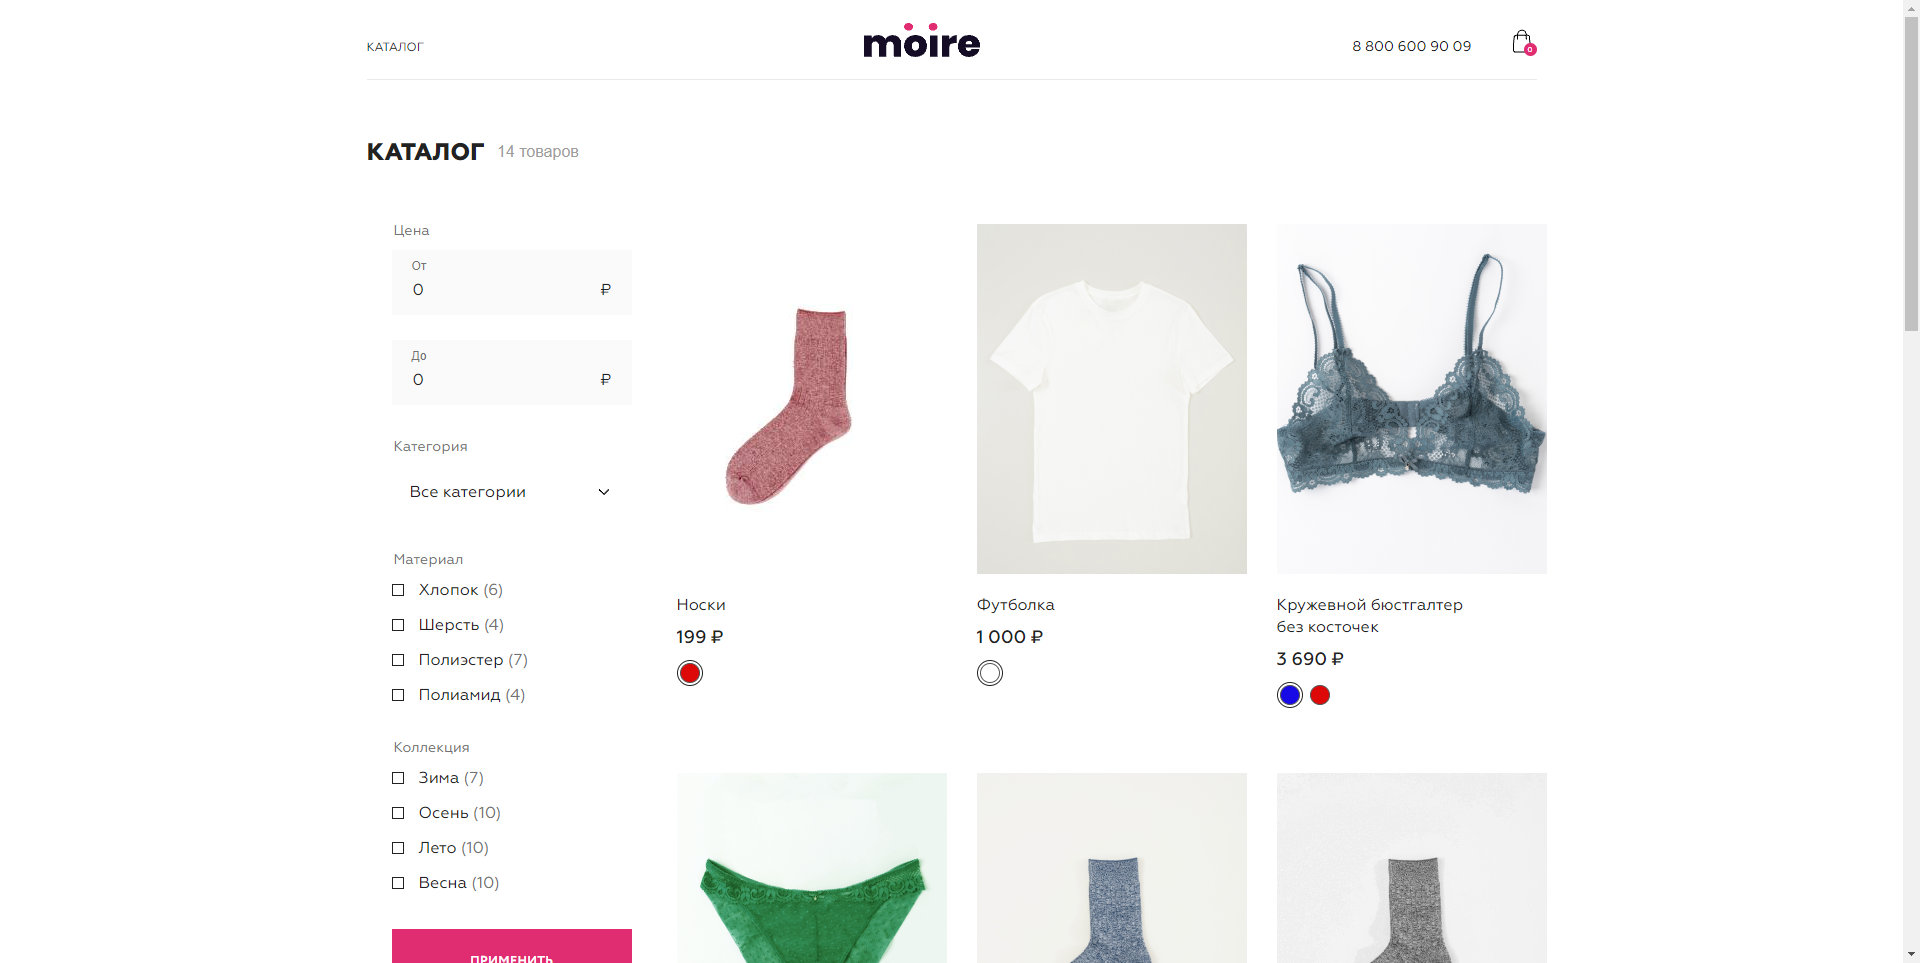 КАТАЛОГ
moire
8 800 600 90 09
0
КАТАЛОГ 14 товаров
Цена
От
0 ₽
До
0 ₽
Категория
Все категории
Материал
Хлопок (6)
Шерсть (4)
Полиэстер (7)
Полиамид (4)
Коллекция
Зима (7)
Осень (10)
Лето (10)
Весна (10)
ПРИМЕНИТЬ
Носки
199 ₽
Футболка
1 000 ₽
Кружевной бюстгалтер
без косточек
3 690 ₽